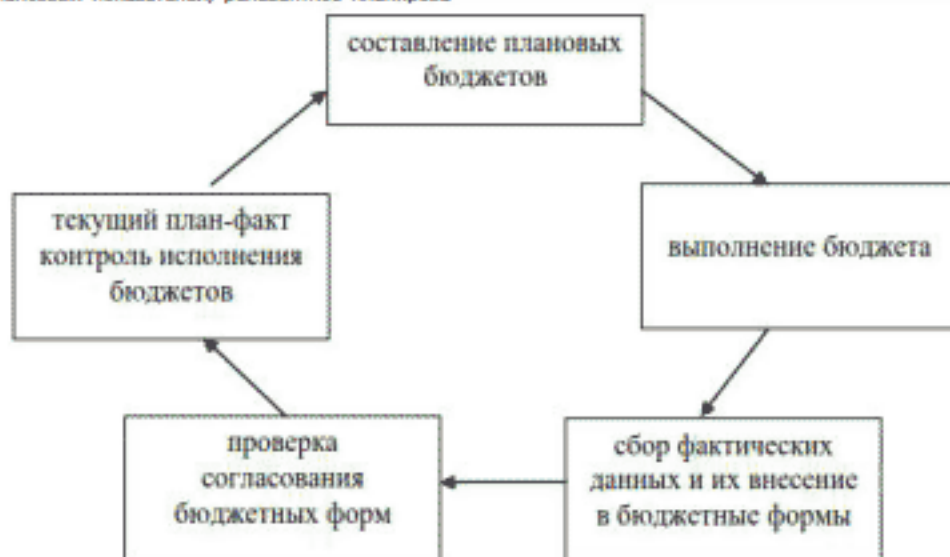 составление плановых
бюджетов
текущий план-факт
контроль исполнения
бюджетов
выполнение бюджета
проверка
согласования
бюджетных форм
сбор фактических
данных и их внесение
в бюджетные формы